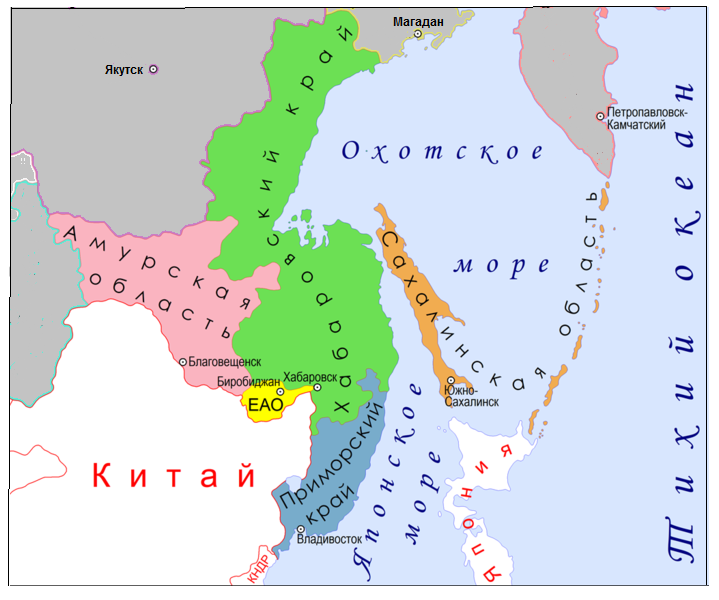 Магадан
Якутск
Хабаровский край
Петропавловск-
Камчатский
Охотское
море
Тихий океан
Амурская
область
Сахалинская область
Благовещенск
Биробиджан
Хабаровск
ЕАО
Южно-
Сахалинск
Китай
Приморский
край
Владивосток
Японское
море
Япония
КНДР